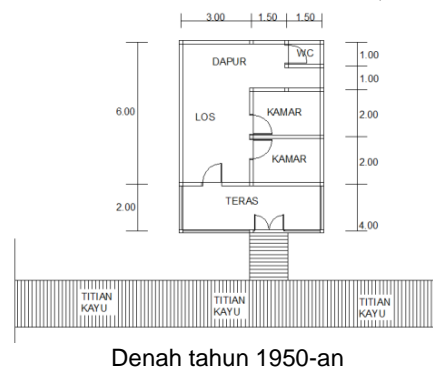 3.00 1.50 1.50
WC
DAPUR
1.00
1.00
6.00
LOS
KAMAR
2.00
KAMAR
2.00
TERAS
2.00
4.00
TITIAN
KAYU
TITIAN
KAYU
TITIAN
KAYU
Denah tahun 1950-an